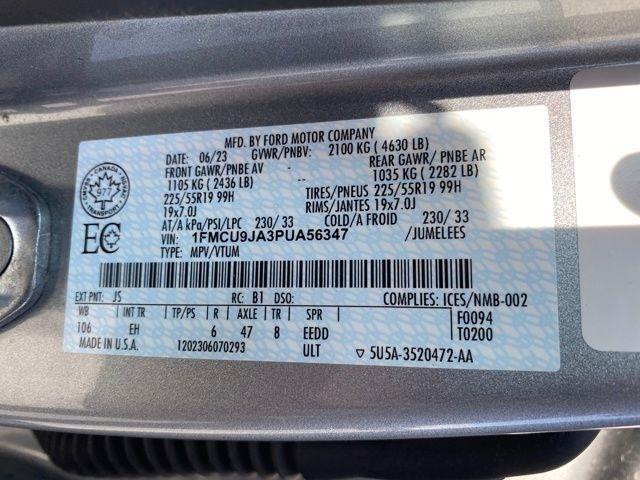 MFD. BY FORD MOTOR COMPANY
DATE: 06/23 GVWR/PNBV: 2100 KG ( 4630 LB)
FRONT GAWR/PNBE AV REAR GAWR/ PNBE AR
1105 KG ( 2436 LB) 1035 KG ( 2282 LB)
225/55R19 99H TIRES/PNEUS 225/55R19 99H
19x7.0J RIMS/JANTES 19x7.0J
AT/A kPa/PSI/LPC 230/ 33 COLD/A FROID 230/ 33
VIN: 1FMCU9JA3PUA56347 /JUMELEES
TYPE: MPV/VTUM
CANADA
977
TRANSPORT
EC
EXT PNT: JS RC: B1 DSO: COMPLIES: ICES/NMB-002
WB INT TR TP/PS R AXLE TR SPR F0094
106 EH 6 47 8 EEDD T0200
MADE IN U.S.A. 1202306070293 ULT ▽ 5U5A-3520472-AA